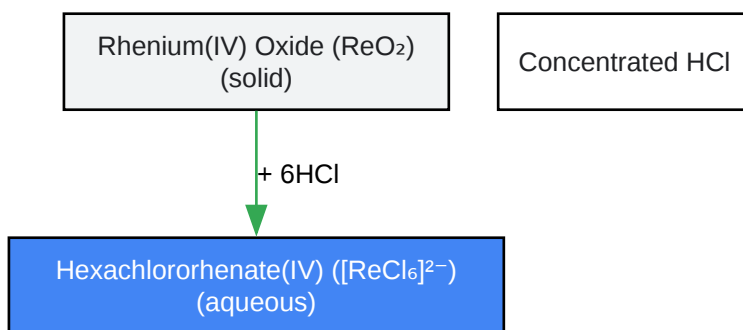 Rhenium(IV) Oxide (ReO₂)
(solid)
Concentrated HCl
+ 6HCl
Hexachlororhenate(IV) ([ReCl₆]²⁻)
(aqueous)